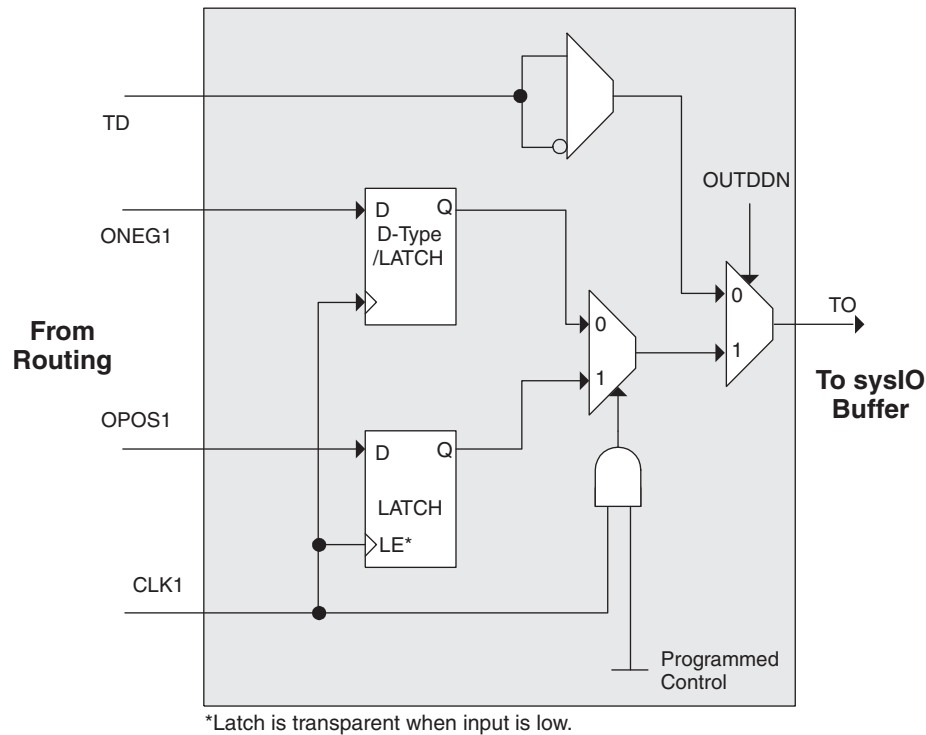 TD
OUTDDN
ONEG1
D
Q
D-Type
/LATCH
0
TO
0
1
1
From
Routing
To sysIO
Buffer
OPOS1
D
Q
LATCH
LE*
CLK1
Programmed
Control
*Latch is transparent when input is low.